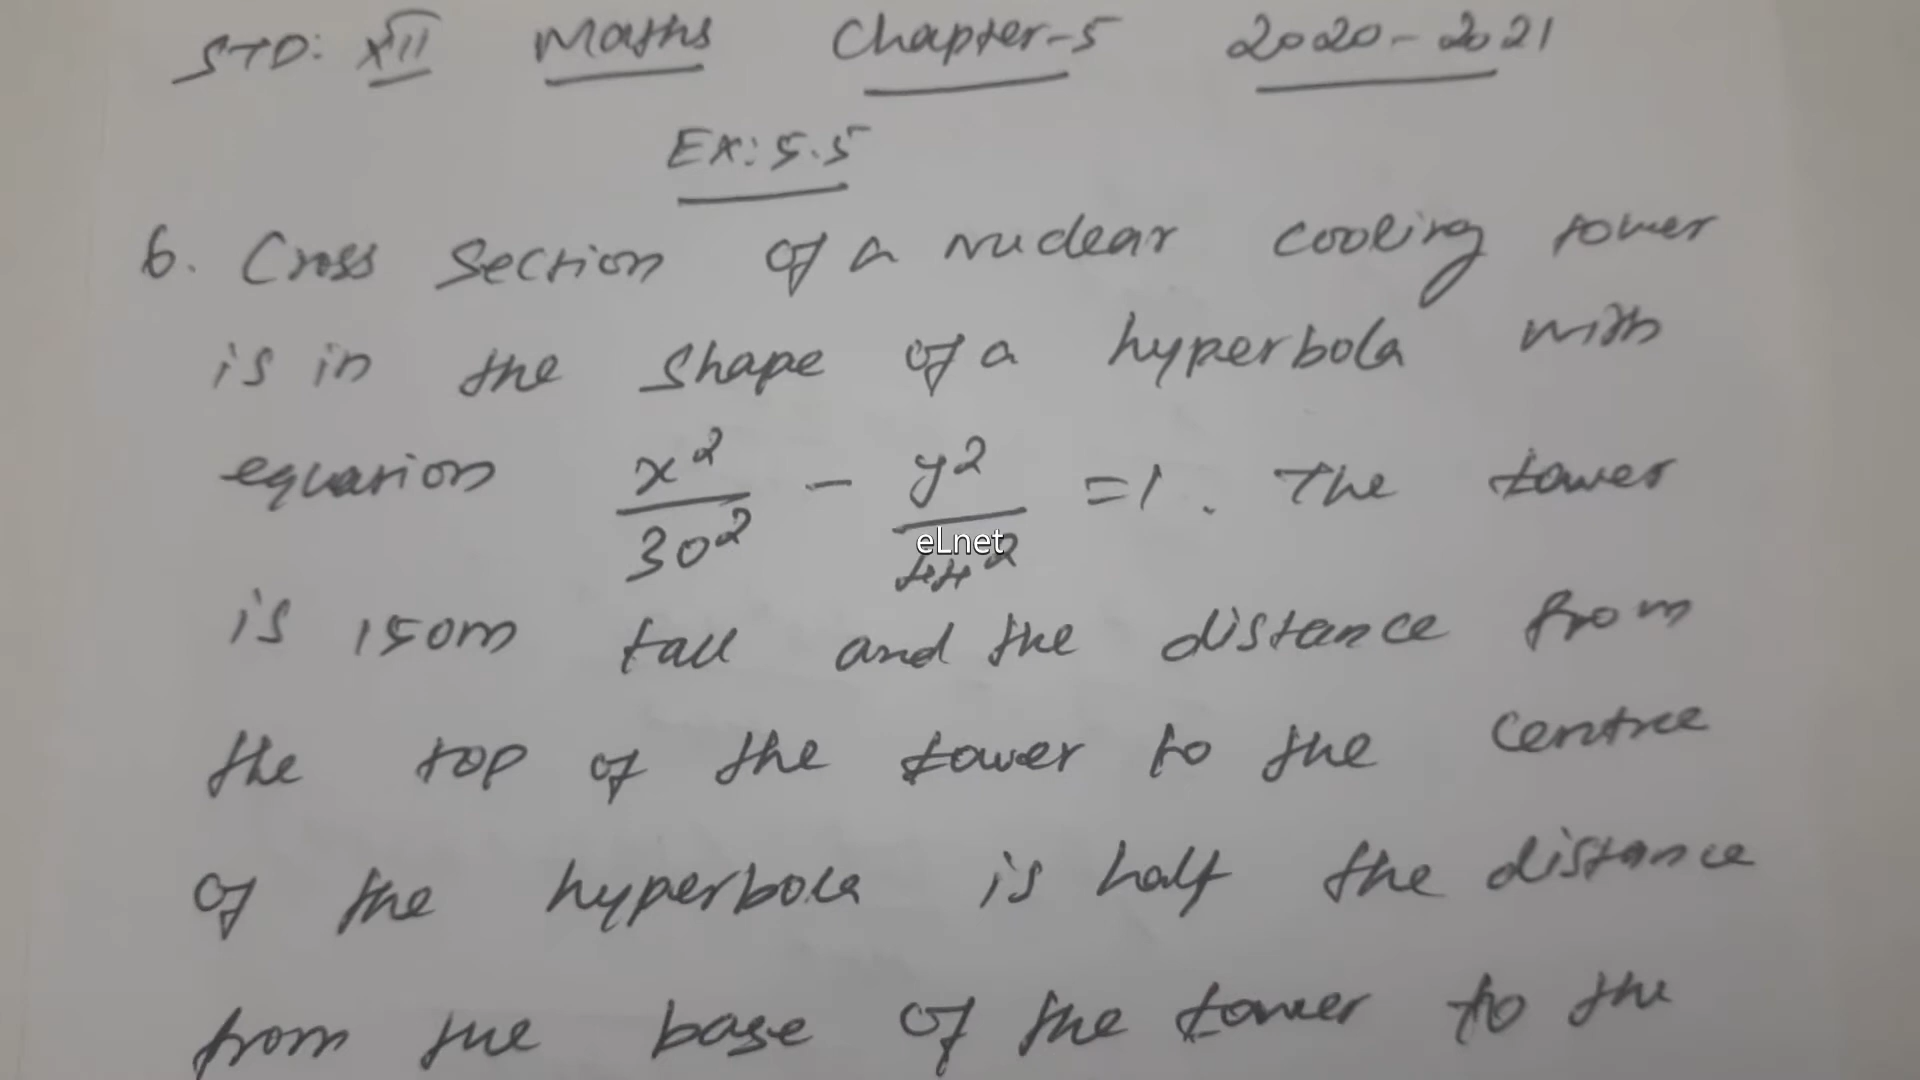 STD: XII Maths Chapter-5 2020-2021
Ex: 5.5
6. Cross Section of a nuclear cooling tower
is in the shape of a hyperbola with
equation x²/30² - y²/44² = 1. The tower
eLnet
is 150m tall and the distance from
the top of the tower to the centre
of the hyperbola is half the distance
from the base of the tower to the